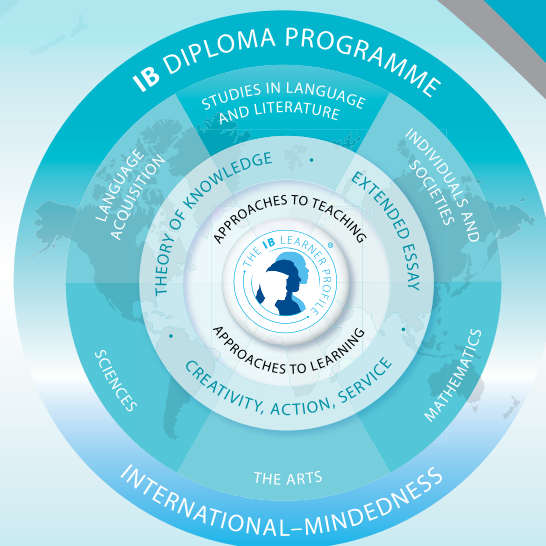 IB DIPLOMA PROGRAMME
STUDIES IN LANGUAGE
AND LITERATURE
LANGUAGE
ACQUISITION
INDIVIDUALS AND
SOCIETIES
THEORY OF KNOWLEDGE
•
EXTENDED ESSAY
APPROACHES TO TEACHING
THE IB LEARNER PROFILE
®
APPROACHES TO LEARNING
•
•
CREATIVITY, ACTION, SERVICE
SCIENCES
MATHEMATICS
THE ARTS
INTERNATIONAL–MINDEDNESS